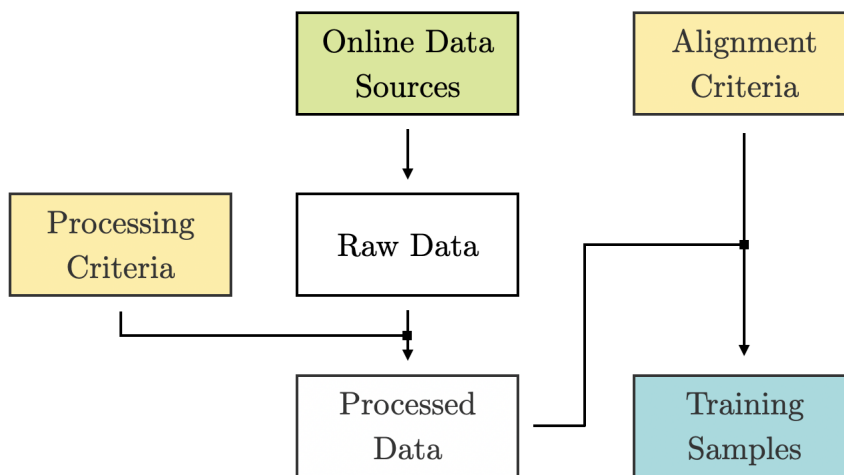 Online Data
Sources
Alignment
Criteria
Processing
Criteria
Raw Data
Processed
Data
Training
Samples